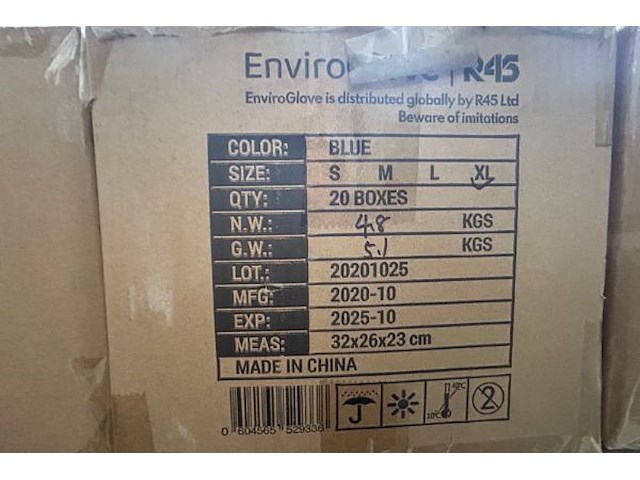 Enviro R45
EnviroGlove is distributed globally by R45 Ltd
Beware of imitations
COLOR: BLUE
SIZE: S M L XL
QTY: 20 BOXES
N.W.: 4.8 KGS
G.W.: 5.1 KGS
LOT.: 20201025
MFG: 2020-10
EXP: 2025-10
MEAS: 32x26x23 cm
MADE IN CHINA
0 604565 529336